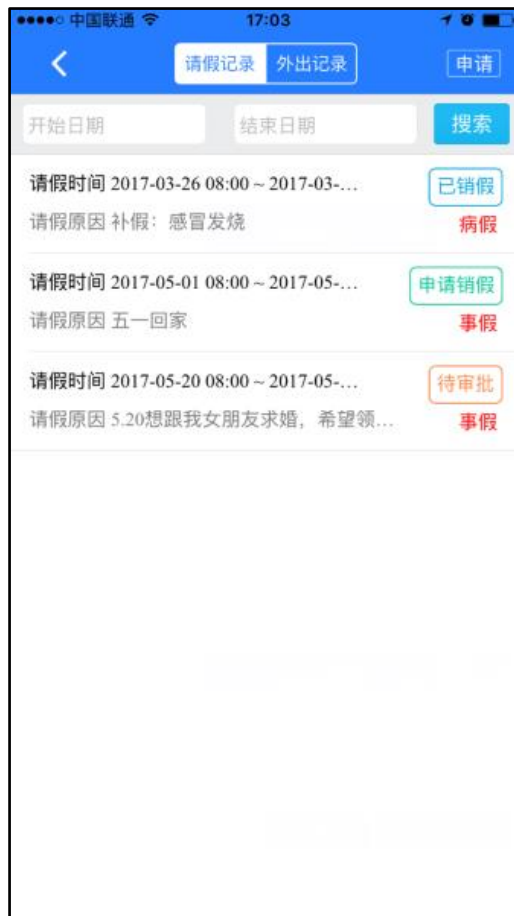 中国联通 17:03
请假记录 外出记录 申请
开始日期 结束日期 搜索
请假时间 2017-03-26 08:00 ~ 2017-03-... 已销假
请假原因 补假：感冒发烧 病假
请假时间 2017-05-01 08:00 ~ 2017-05-... 申请销假
请假原因 五一回家 事假
请假时间 2017-05-20 08:00 ~ 2017-05-... 待审批
请假原因 5.20想跟我女朋友求婚，希望领... 事假